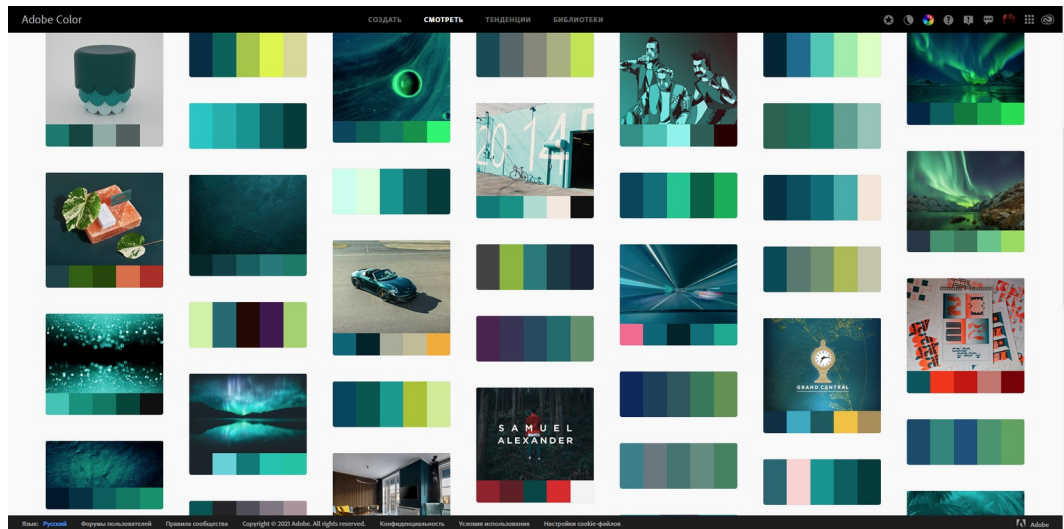 Adobe Color
СОЗДАТЬ СМОТРЕТЬ ТЕНДЕНЦИИ БИБЛИОТЕКИ
2014
SAMUEL
ALEXANDER
GRAND CENTRAL
Язык: Русский Форумы пользователей Правила сообщества Copyright © 2021 Adobe. All rights reserved. Конфиденциальность Условия использования Настройки cookie-файлов Adobe